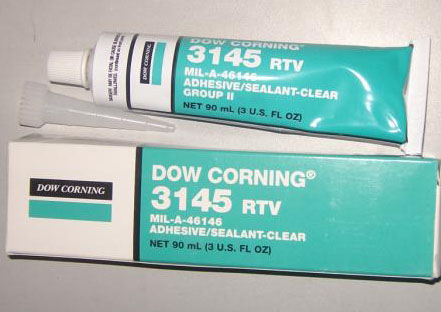 DOW CORNING
DOW CORNING
3145 RTV
MIL-A-46146
ADHESIVE/SEALANT-CLEAR
GROUP II
NET 90 mL (3 U.S. FL OZ)
DOW CORNING
DOW CORNING®
3145 RTV
MIL-A-46146
ADHESIVE/SEALANT-CLEAR
NET 90 mL (3 U.S. FL OZ)